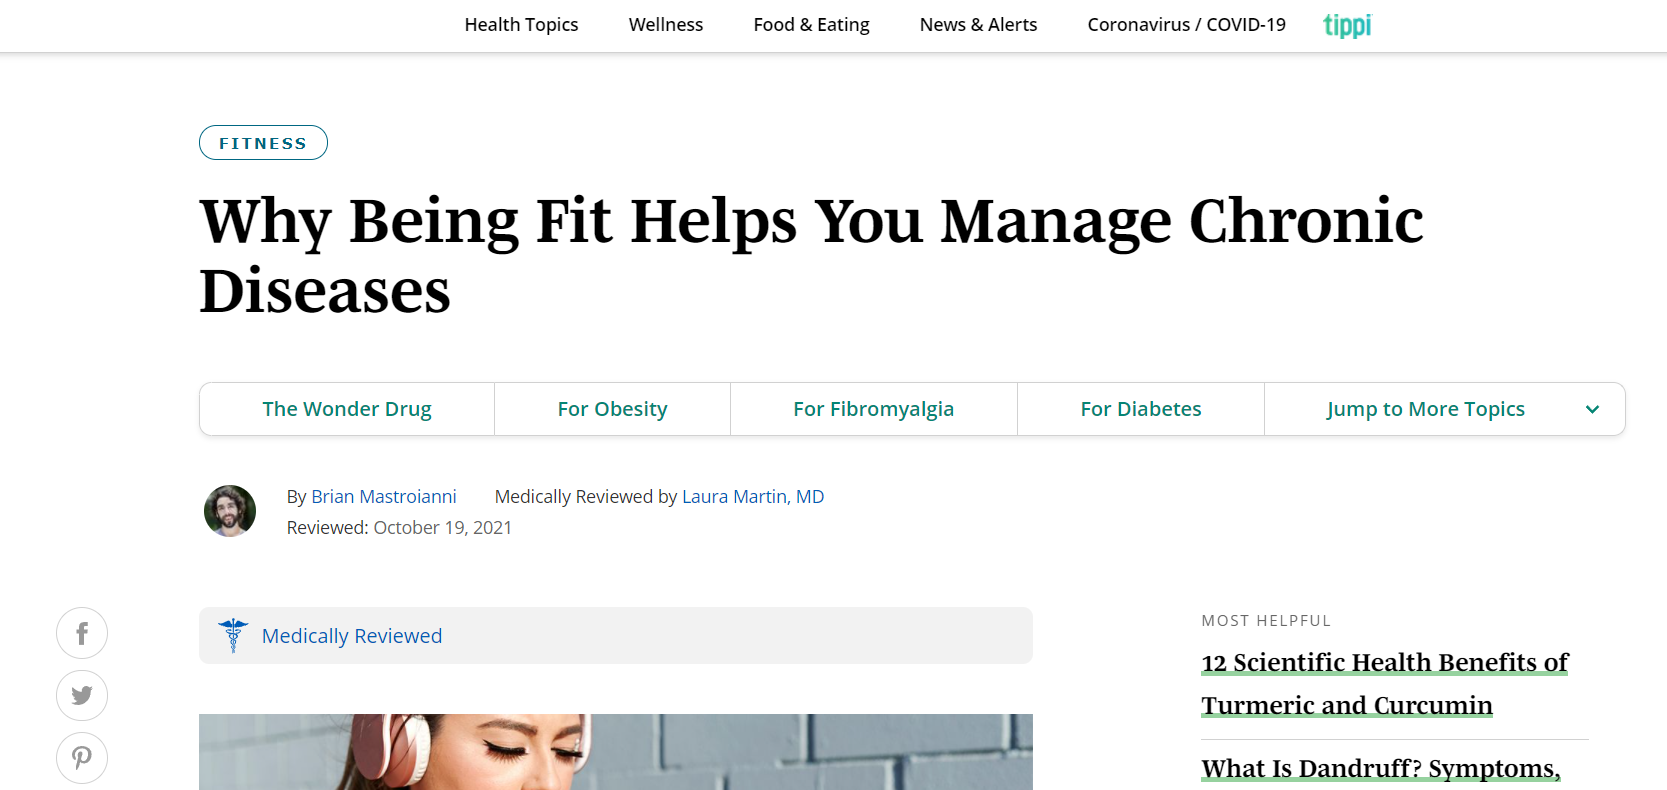 Health Topics Wellness Food & Eating News & Alerts Coronavirus / COVID-19 tippi
FITNESS
Why Being Fit Helps You Manage Chronic
Diseases
The Wonder Drug For Obesity For Fibromyalgia For Diabetes Jump to More Topics
By Brian Mastroianni Medically Reviewed by Laura Martin, MD
Reviewed: October 19, 2021
Medically Reviewed
MOST HELPFUL
12 Scientific Health Benefits of
Turmeric and Curcumin
What Is Dandruff? Symptoms,